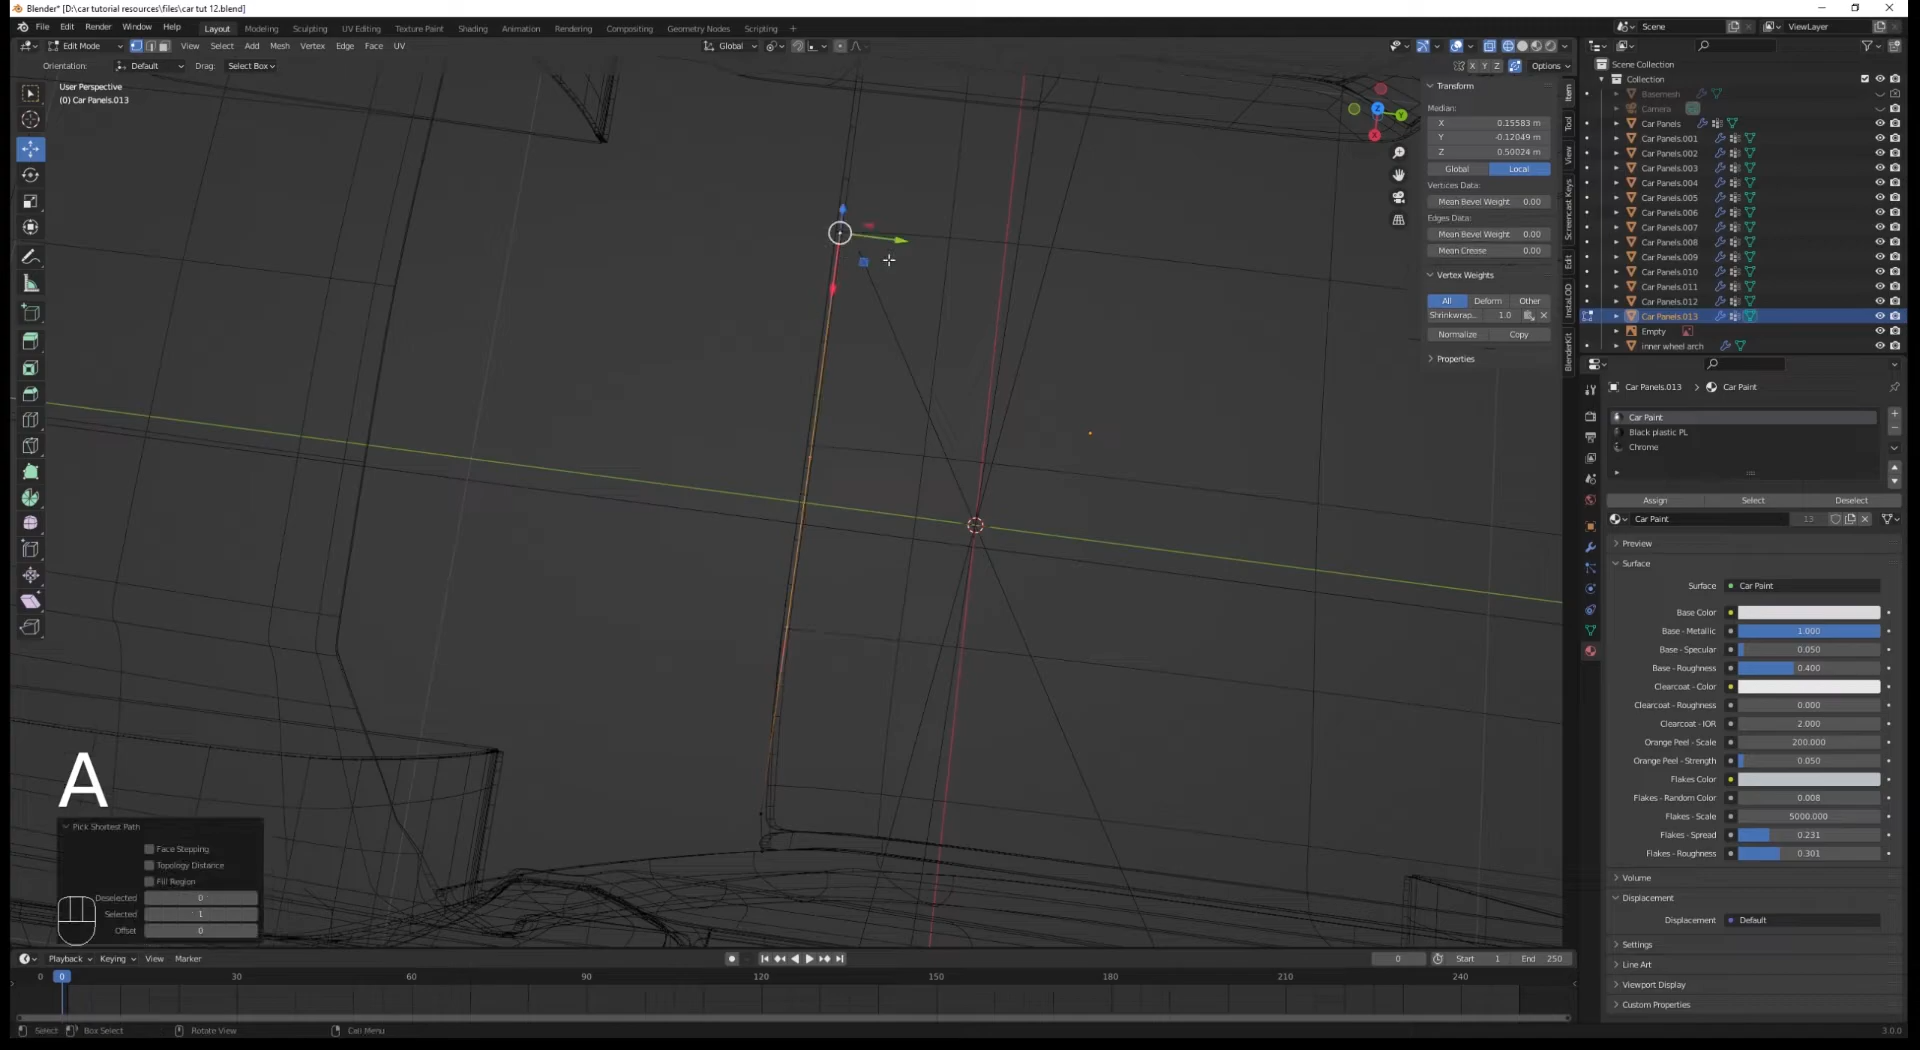 Blender* [D:\car tutorial resources\files\car tut 12.blend]
File Edit Render Window Help Layout Modeling Sculpting UV Editing Texture Paint Shading Animation Rendering Compositing Geometry Nodes Scripting + Scene ViewLayer
Edit Mode View Select Add Mesh Vertex Edge Face UV Global
Orientation: Default Drag: Select Box X Y Z Options
User Perspective
(0) Car Panels.013
Transform
Median:
X 0.15583 m
Y -0.12049 m
Z 0.50024 m
Global Local
Vertices Data:
Mean Bevel Weight 0.00
Edges Data:
Mean Bevel Weight 0.00
Mean Crease 0.00
Vertex Weights
All Deform Other
Shrinkwrap... 1.0
Normalize Copy
Properties
Item
Tool
View
Screencast Keys
Edit
InstaLOD
BlenderKit
Scene Collection
Collection
Basemesh
Camera
Car Panels
Car Panels.001
Car Panels.002
Car Panels.003
Car Panels.004
Car Panels.005
Car Panels.006
Car Panels.007
Car Panels.008
Car Panels.009
Car Panels.010
Car Panels.011
Car Panels.012
Car Panels.013
Empty
inner wheel arch
Car Panels.013 > Car Paint
Car Paint
Black plastic PL
Chrome
Assign Select Deselect
Car Paint 13
Preview
Surface
Surface Car Paint
Base Color
Base - Metallic 1.000
Base - Specular 0.050
Base - Roughness 0.400
Clearcoat - Color
Clearcoat - Roughness 0.000
Clearcoat - IOR 2.000
Orange Peel - Scale 200.000
Orange Peel - Strength 0.050
Flakes Color
Flakes - Random Color 0.008
Flakes - Scale 5000.000
Flakes - Spread 0.231
Flakes - Roughness 0.301
Volume
Displacement
Displacement Default
Settings
Line Art
Viewport Display
Custom Properties
A
Pick Shortest Path
Face Stepping
Topology Distance
Fill Region
Deselected 0
Selected 1
Offset 0
Playback Keying View Marker 0 Start 1 End 250
0 0 30 60 90 120 150 180 210 240
Select Box Select Rotate View Call Menu 3.0.0